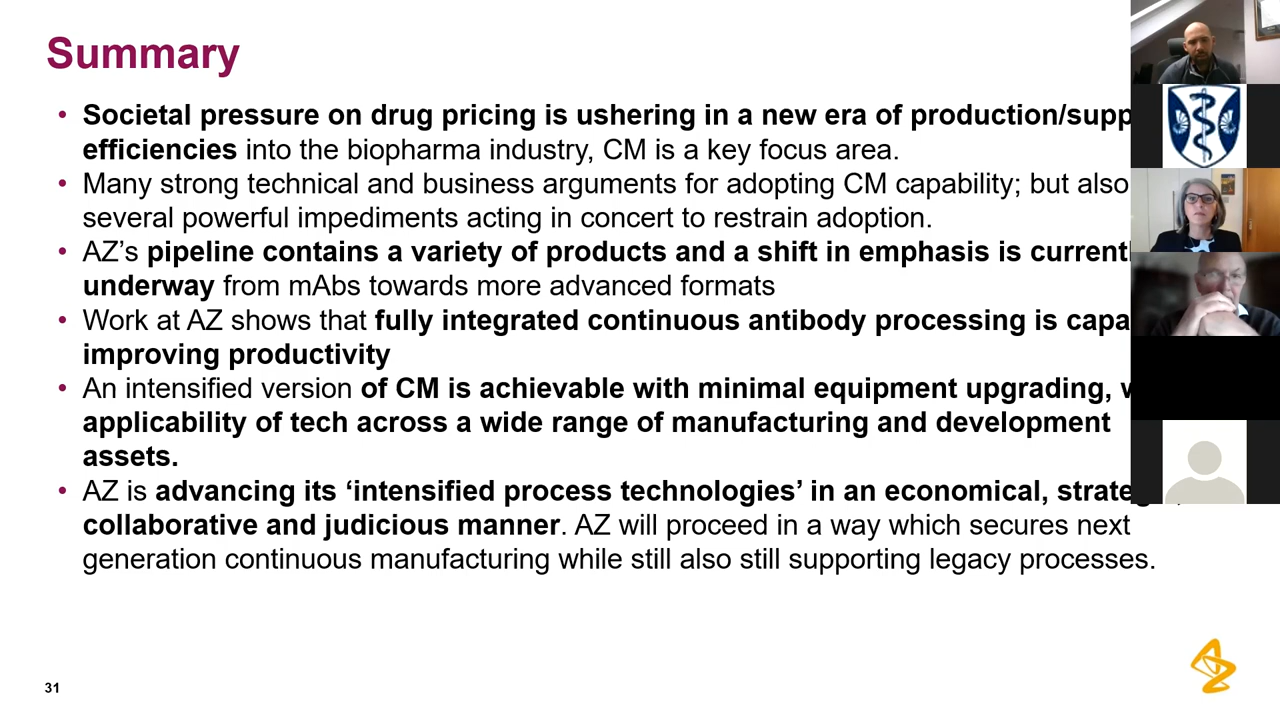 Summary
• Societal pressure on drug pricing is ushering in a new era of production/supp
efficiencies into the biopharma industry, CM is a key focus area.
• Many strong technical and business arguments for adopting CM capability; but also
several powerful impediments acting in concert to restrain adoption.
• AZ’s pipeline contains a variety of products and a shift in emphasis is current
underway from mAbs towards more advanced formats
• Work at AZ shows that fully integrated continuous antibody processing is capa
improving productivity
• An intensified version of CM is achievable with minimal equipment upgrading,
applicability of tech across a wide range of manufacturing and development
assets.
• AZ is advancing its ‘intensified process technologies’ in an economical, strate
collaborative and judicious manner. AZ will proceed in a way which secures next
generation continuous manufacturing while still also still supporting legacy processes.
31